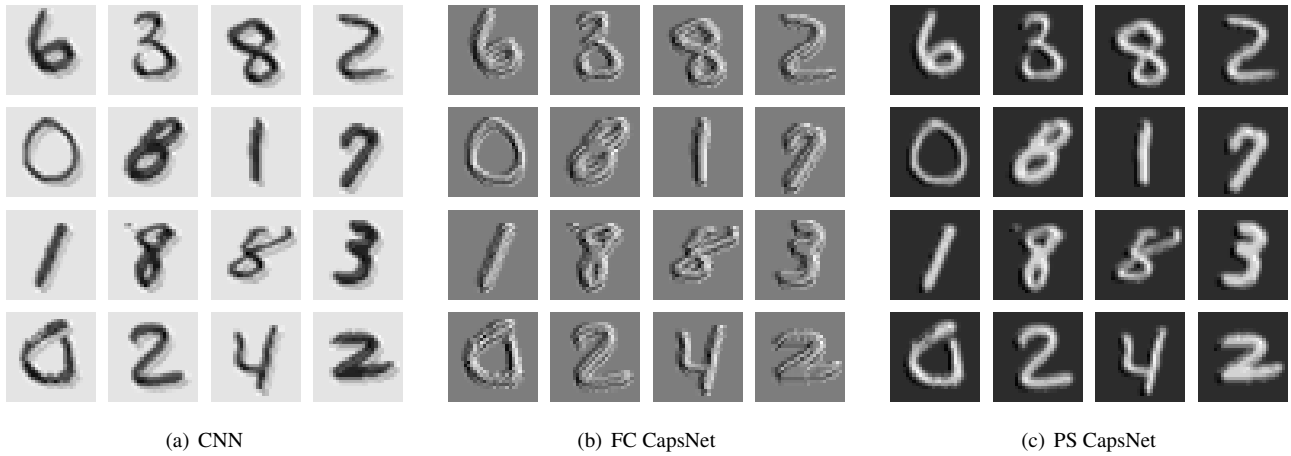 6 3 8 2 6 3 8 2 6 3 8 2
0 8 1 7 0 8 1 7 0 8 1 7
1 8 8 3 1 8 8 3 1 8 8 3
0 2 4 2 0 2 4 2 0 2 4 2
(a) CNN (b) FC CapsNet (c) PS CapsNet